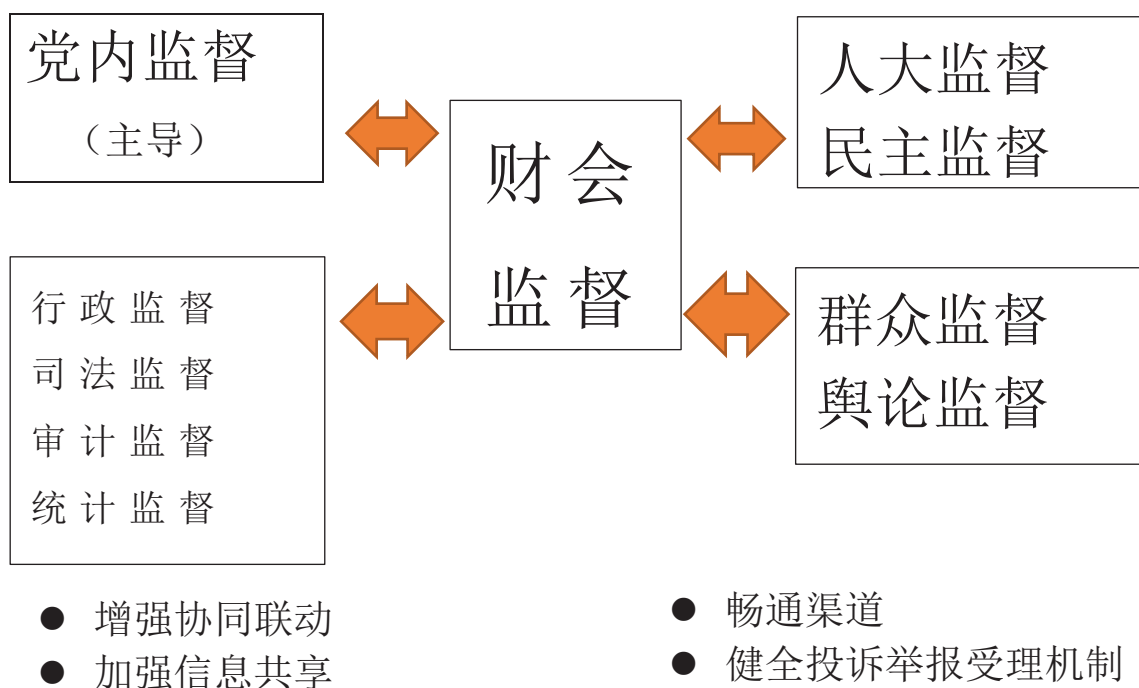 党内监督
（主导）
财会
监督
人大监督
民主监督
行政监督
司法监督
审计监督
统计监督
群众监督
舆论监督
● 增强协同联动
● 加强信息共享
● 畅通渠道
● 健全投诉举报受理机制